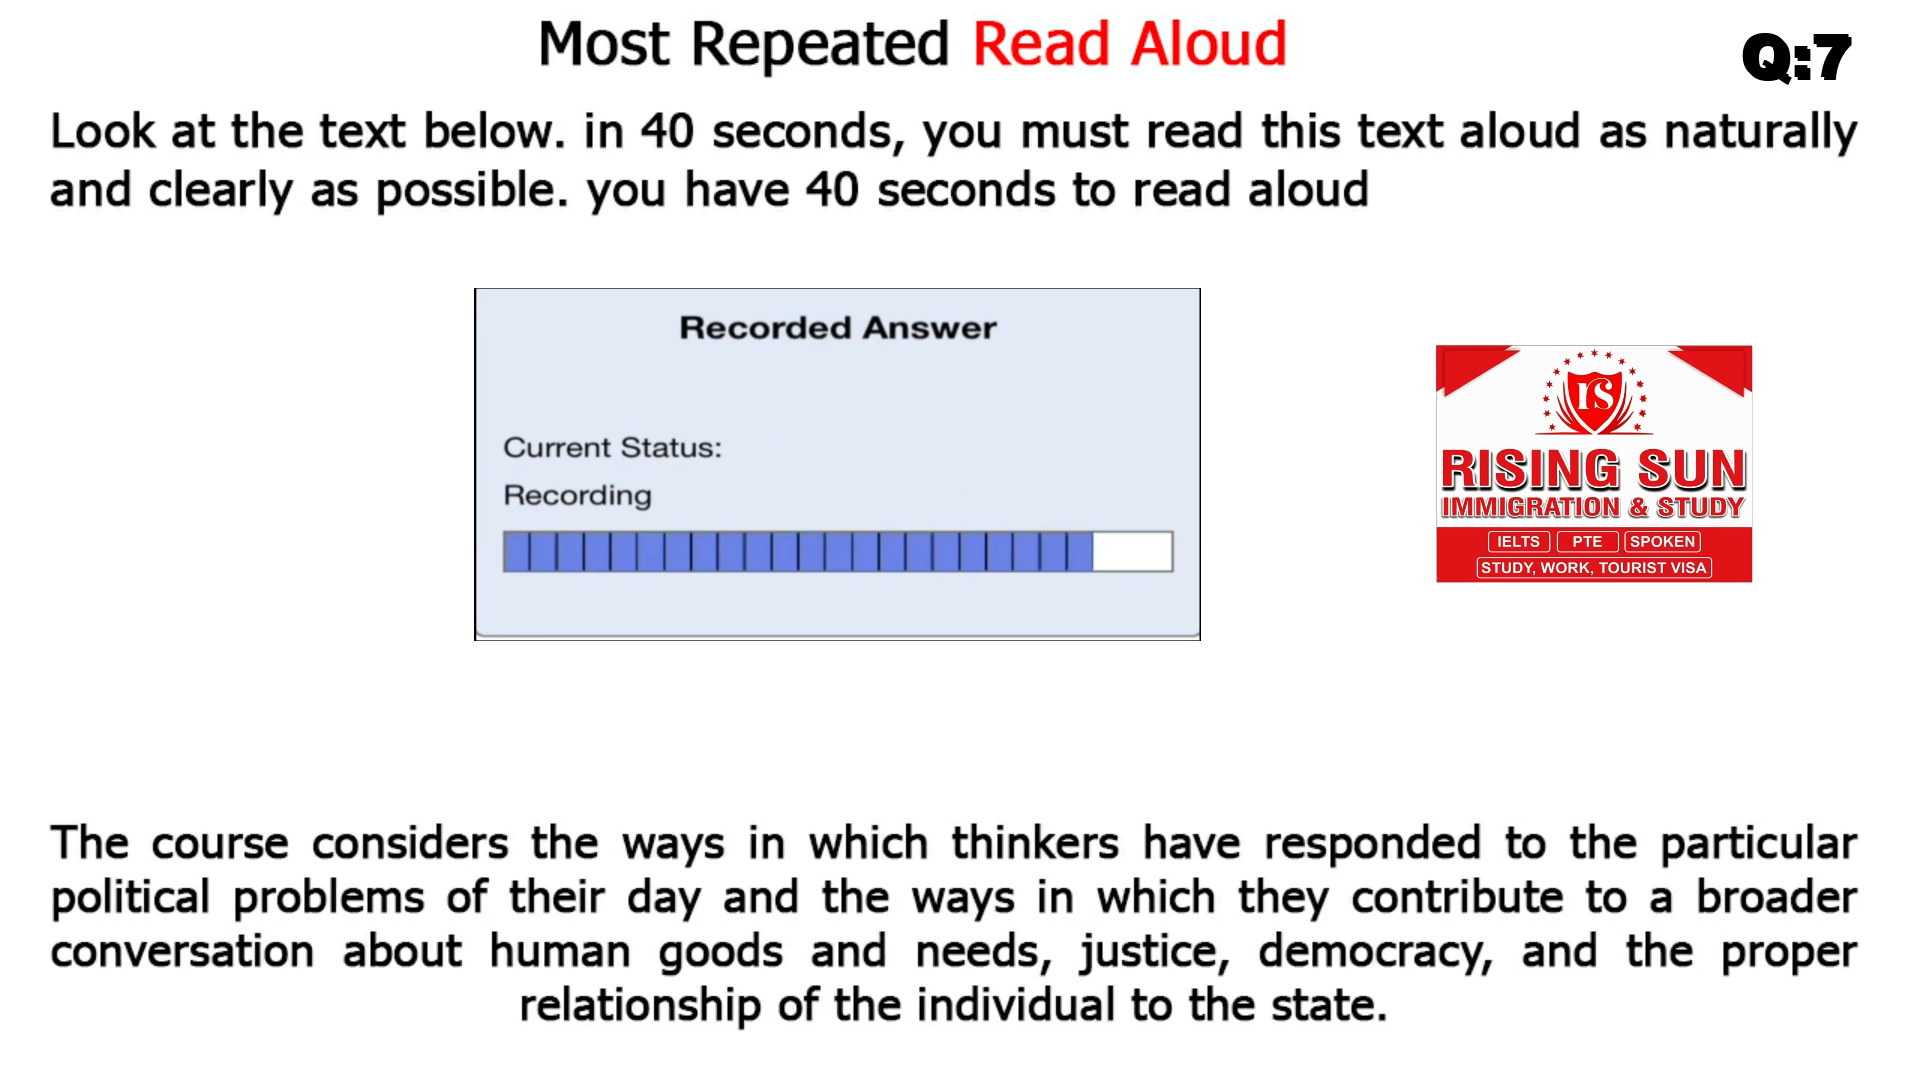 Most Repeated Read Aloud
Q:7
Look at the text below. in 40 seconds, you must read this text aloud as naturally
and clearly as possible. you have 40 seconds to read aloud
Recorded Answer
Current Status:
Recording
rs
RISING SUN
IMMIGRATION & STUDY
IELTS PTE SPOKEN
STUDY, WORK, TOURIST VISA
The course considers the ways in which thinkers have responded to the particular
political problems of their day and the ways in which they contribute to a broader
conversation about human goods and needs, justice, democracy, and the proper
relationship of the individual to the state.